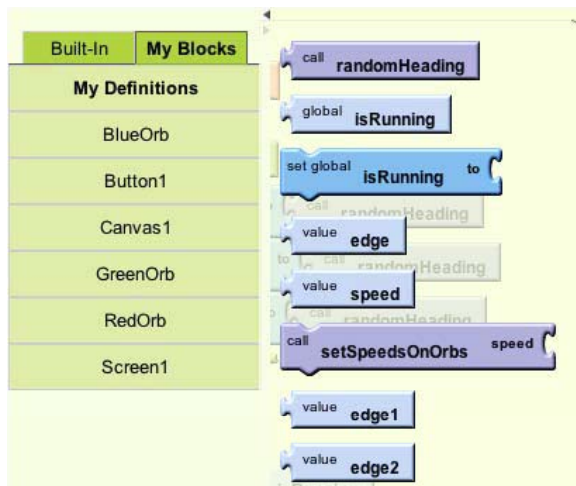 Built-In My Blocks
My Definitions
BlueOrb
Button1
Canvas1
GreenOrb
RedOrb
Screen1
call randomHeading
global isRunning
set global isRunning to
call randomHeading
value edge
to call randomHeading
value speed
call randomHeading
call setSpeedsOnOrbs speed
value edge1
value edge2